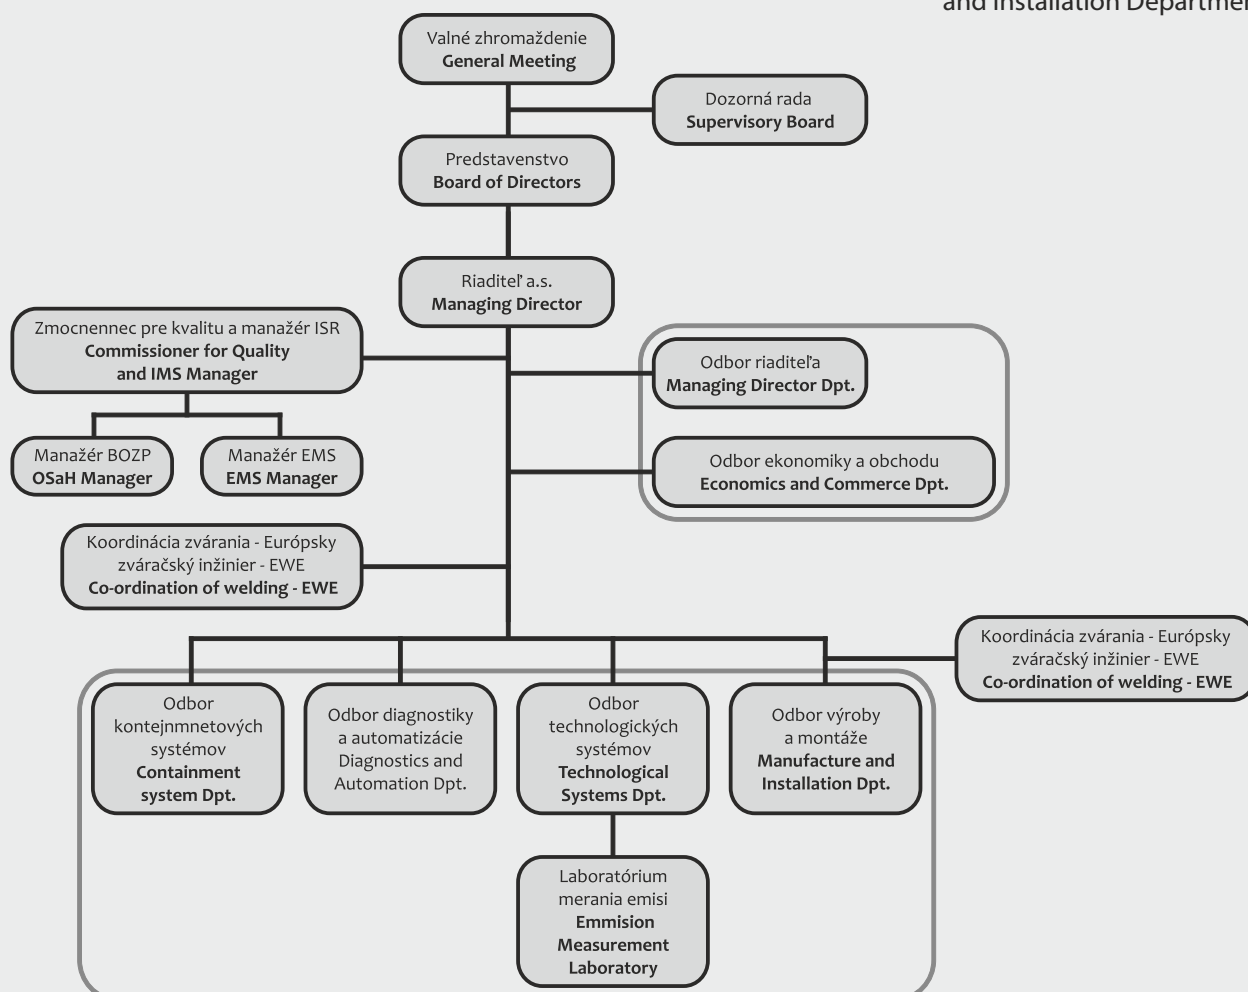 and Installation Departme
Valné zhromaždenie
General Meeting
Dozorná rada
Supervisory Board
Predstavenstvo
Board of Directors
Riaditeľ a.s.
Managing Director
Zmocnennec pre kvalitu a manažér ISR
Commissioner for Quality
and IMS Manager
Odbor riaditeľa
Managing Director Dpt.
Manažér BOZP
OSaH Manager
Manažér EMS
EMS Manager
Odbor ekonomiky a obchodu
Economics and Commerce Dpt.
Koordinácia zvárania - Európsky
zváračský inžinier - EWE
Co-ordination of welding - EWE
Koordinácia zvárania - Európsky
zváračský inžinier - EWE
Co-ordination of welding - EWE
Odbor
kontejnmnetových
systémov
Containment
system Dpt.
Odbor diagnostiky
a automatizácie
Diagnostics and
Automation Dpt.
Odbor
technologických
systémov
Technological
Systems Dpt.
Odbor výroby
a montáže
Manufacture and
Installation Dpt.
Laboratórium
merania emisi
Emmision
Measurement
Laboratory